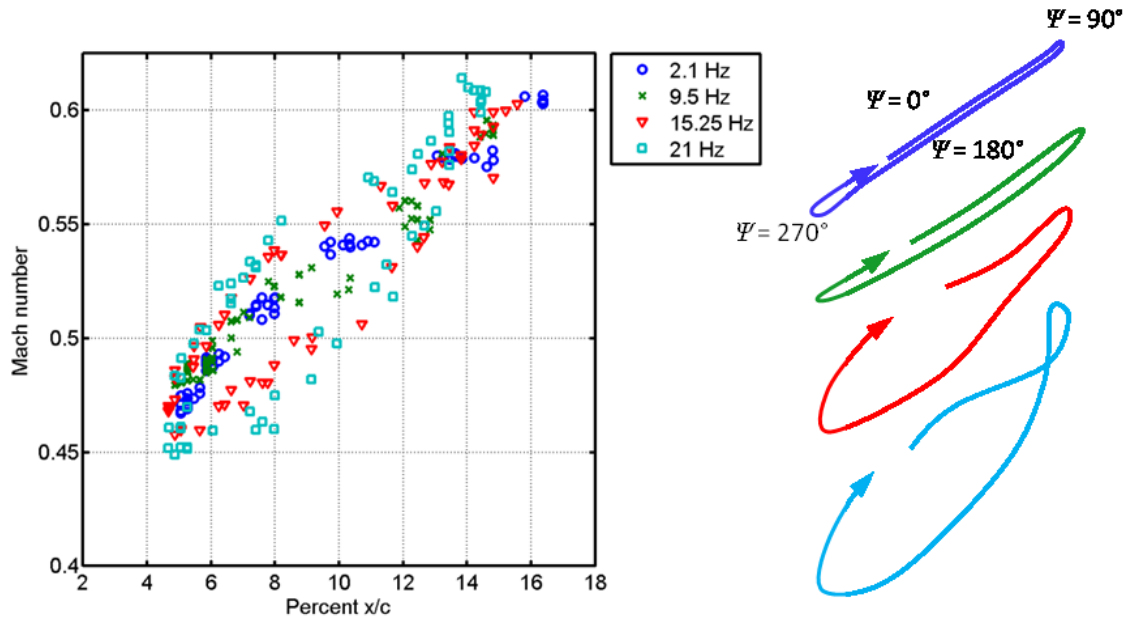 Mach number
0.6
0.55
0.5
0.45
0.4
2
4
6
8
10
12
14
16
18
Percent x/c
2.1 Hz
9.5 Hz
15.25 Hz
21 Hz
Ψ = 90°
Ψ = 0°
Ψ = 180°
Ψ = 270°